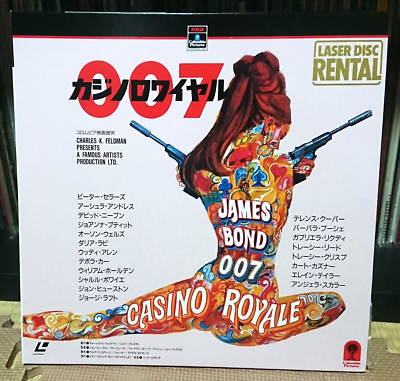 RCA
Columbia
Pictures
LASER DISC
RENTAL
007
カジノロワイヤル
コロムビア映画提供
CHARLES K. FELDMAN
PRESENTS
A FAMOUS ARTISTS
PRODUCTION LTD.
ピーター・セラーズ
アーシュラ・アンドレス
デビッド・ニーブン
ジョアンナ・プティット
オーソン・ウェルズ
ダリア・ラビ
ウッディ・アレン
デボラ・カー
ウィリアム・ホールデン
シャルル・ボワイエ
ジョン・ヒューストン
ジョージ・ラフト
テレンス・クーパー
バーバラ・ブーシェ
ガブリエラ・リクディ
トレーシー・リード
トレーシー・クリスプ
カート・カズナー
エレイン・テイラー
アンジェラ・スカラー
JAMES
BOND
007
CASINO ROYALE
LaserVision
Columbia
Pictures